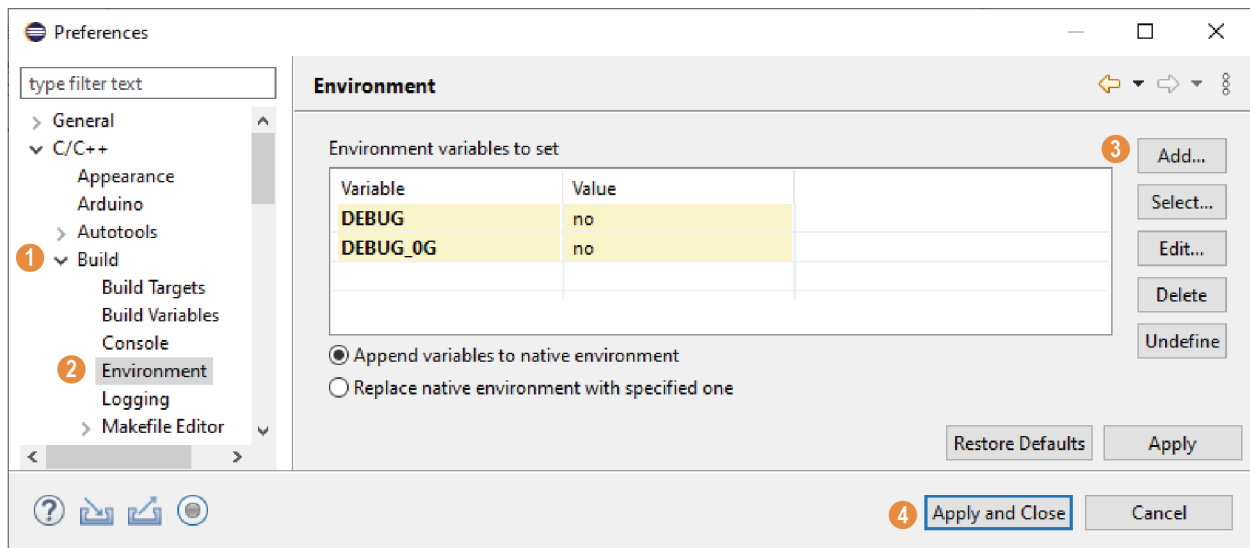 Preferences
type filter text
General
C/C++
Appearance
Arduino
Autotools
1 Build
Build Targets
Build Variables
Console
2 Environment
Logging
Makefile Editor
Environment
Environment variables to set
Variable Value
DEBUG no
DEBUG_0G no
3 Add...
Select...
Edit...
Delete
Undefine
Append variables to native environment
Replace native environment with specified one
Restore Defaults Apply
4 Apply and Close Cancel